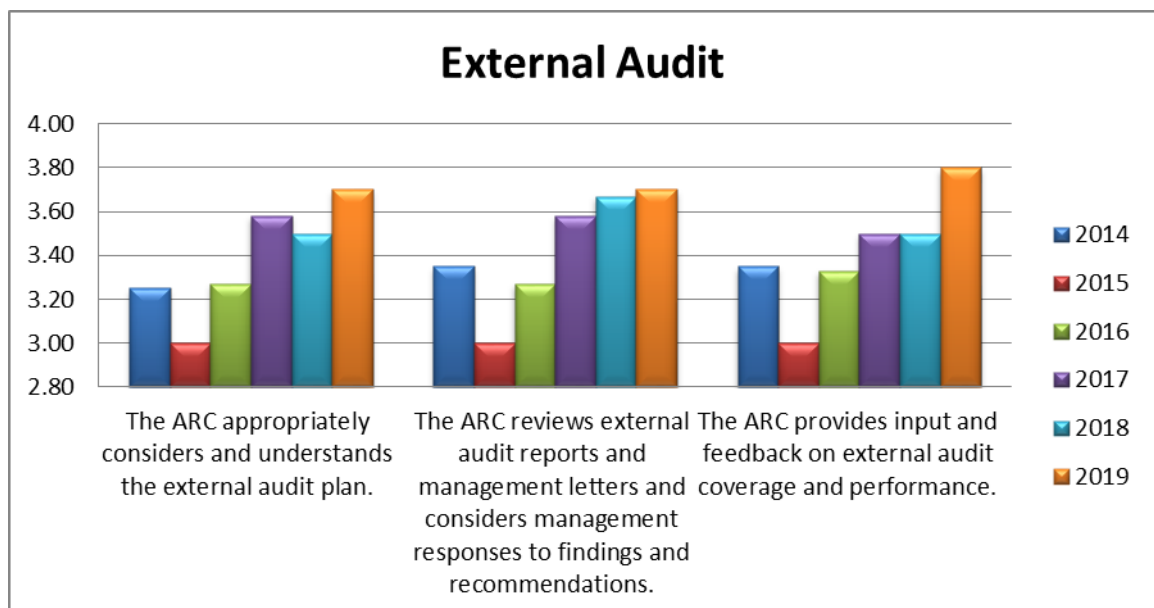 External Audit
4.00
3.80
3.60
3.40
3.20
3.00
2.80
The ARC appropriately
considers and understands
the external audit plan.
The ARC reviews external
audit reports and
management letters and
considers management
responses to findings and
recommendations.
The ARC provides input and
feedback on external audit
coverage and performance.
2014
2015
2016
2017
2018
2019